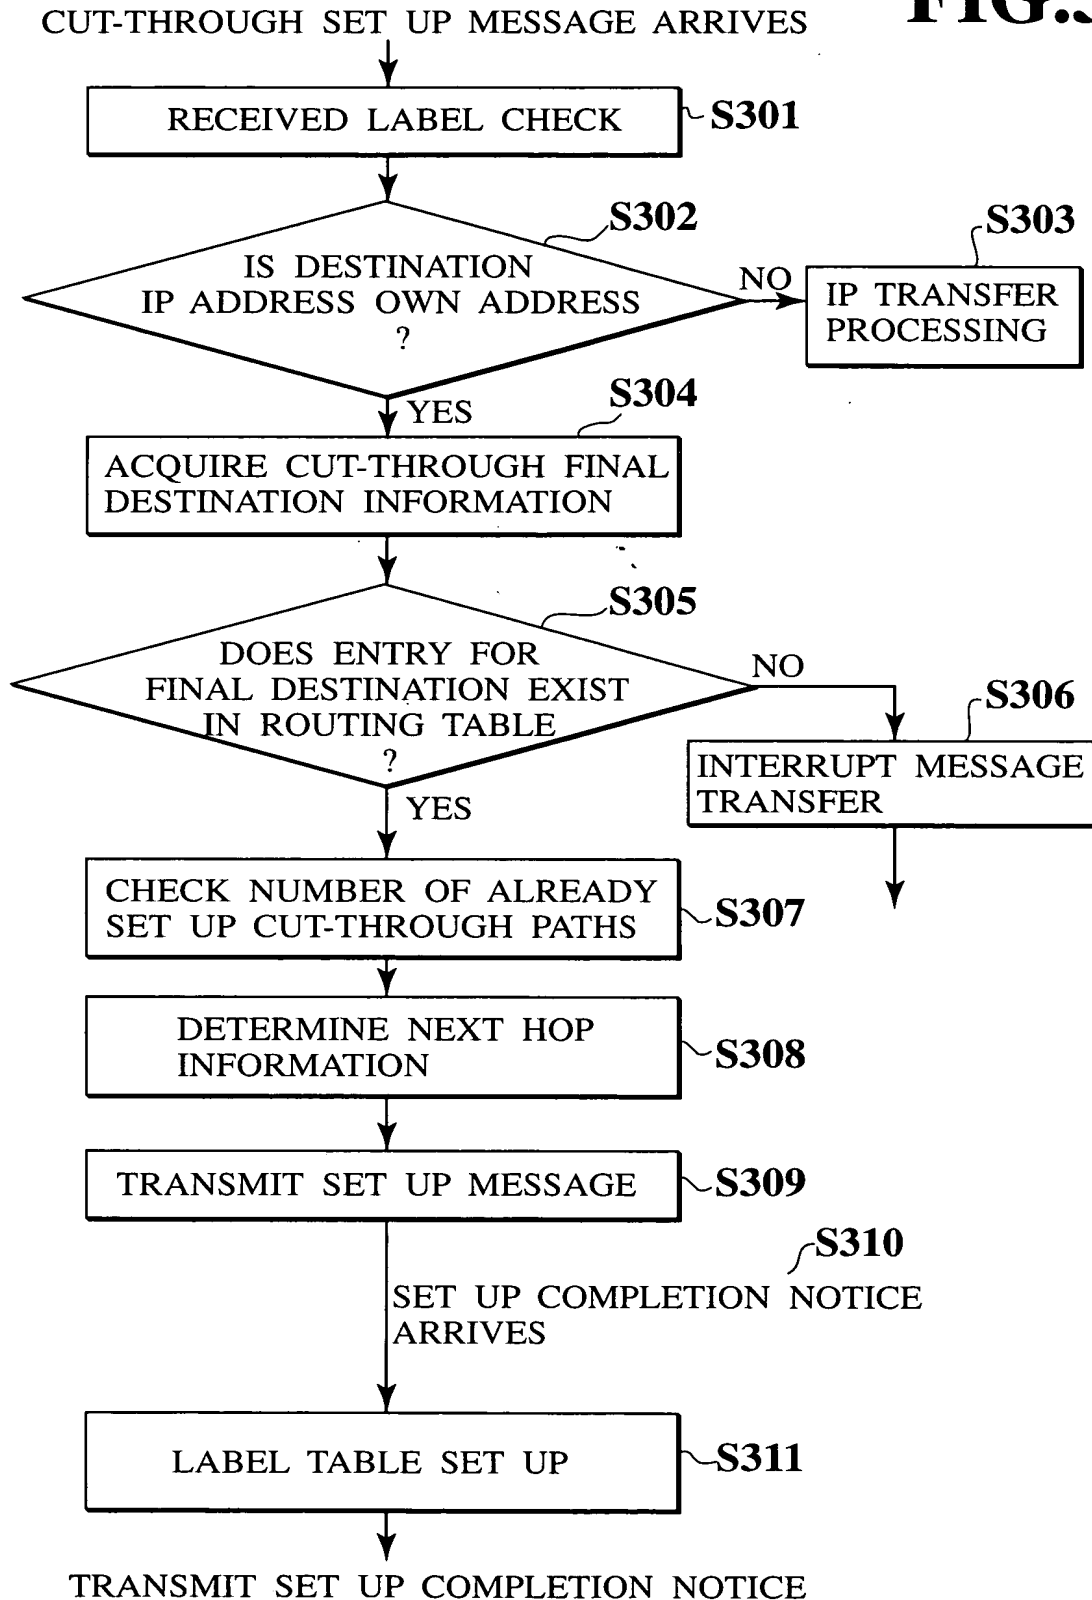 CUT-THROUGH SET UP MESSAGE ARRIVES
RECEIVED LABEL CHECK
S301
S302
IS DESTINATION
IP ADDRESS OWN ADDRESS
?
NO
S303
IP TRANSFER
PROCESSING
YES
S304
ACQUIRE CUT-THROUGH FINAL
DESTINATION INFORMATION
S305
DOES ENTRY FOR
FINAL DESTINATION EXIST
IN ROUTING TABLE
?
NO
S306
INTERRUPT MESSAGE
TRANSFER
YES
CHECK NUMBER OF ALREADY
SET UP CUT-THROUGH PATHS
S307
DETERMINE NEXT HOP
INFORMATION
S308
TRANSMIT SET UP MESSAGE
S309
S310
SET UP COMPLETION NOTICE
ARRIVES
LABEL TABLE SET UP
S311
TRANSMIT SET UP COMPLETION NOTICE